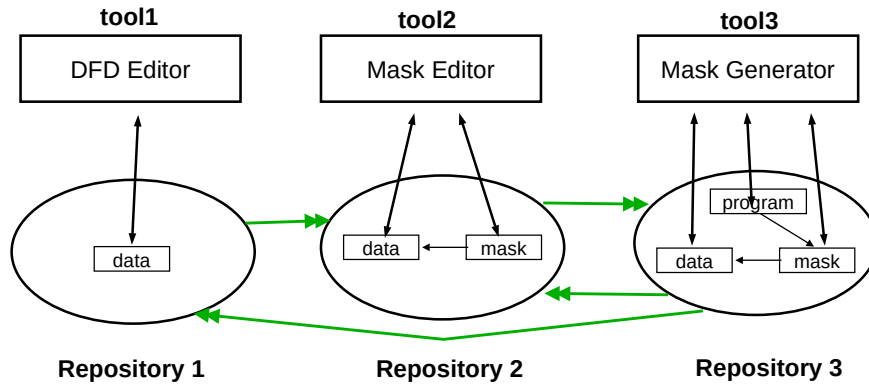 tool1
tool2
tool3
DFD Editor
Mask Editor
Mask Generator
data
data
mask
program
data
mask
Repository 1
Repository 2
Repository 3